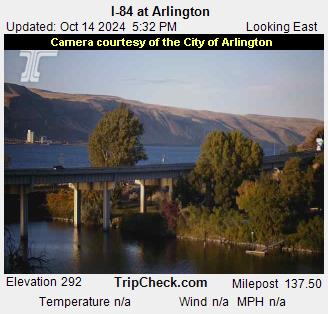 I-84 at Arlington
Updated: Oct 14 2024 5:32 PM Looking East
Camera courtesy of the City of Arlington
Elevation 292 TripCheck.com Milepost 137.50
Temperature n/a Wind n/a MPH n/a